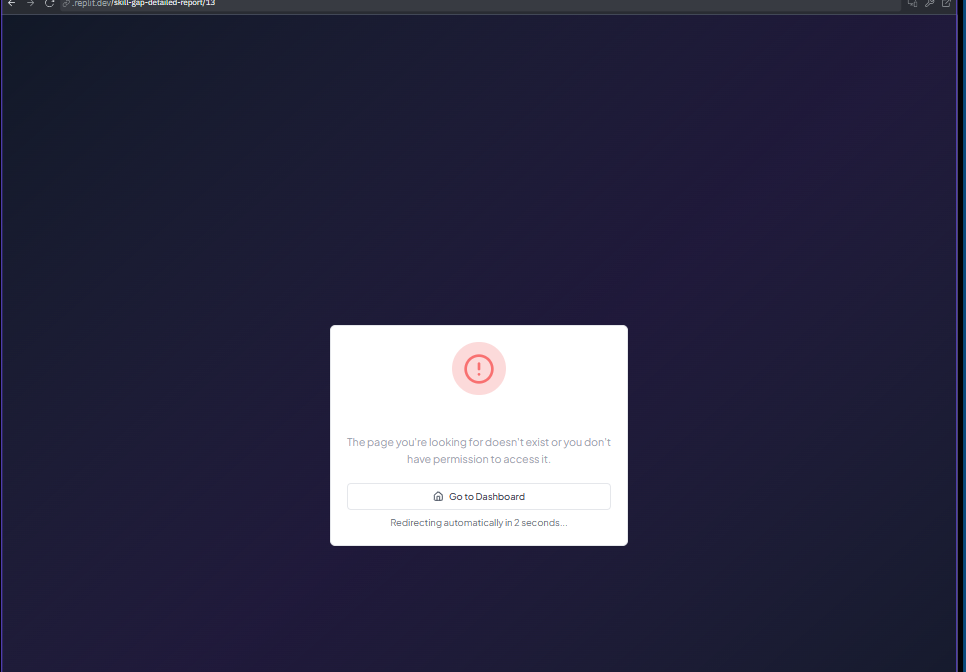 .replit.dev/skill-gap-detailed-report/13
The page you're looking for doesn't exist or you don't
have permission to access it.
Go to Dashboard
Redirecting automatically in 2 seconds...